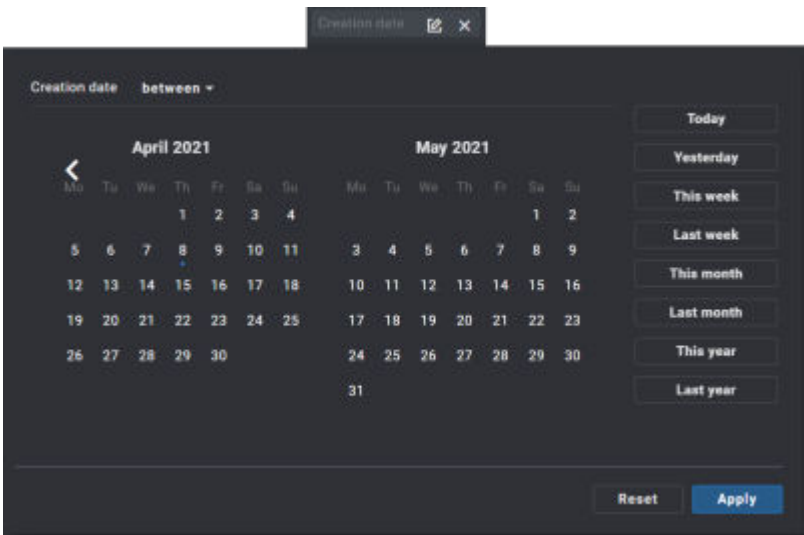 Creation date
Creation date between
April 2021 May 2021
Mo Tu We Th Fr Sa Su Mo Tu We Th Fr Sa Su
1 2 3 4 1 2
5 6 7 8 9 10 11 3 4 5 6 7 8 9
12 13 14 15 16 17 18 10 11 12 13 14 15 16
19 20 21 22 23 24 25 17 18 19 20 21 22 23
26 27 28 29 30 24 25 26 27 28 29 30
31
Today
Yesterday
This week
Last week
This month
Last month
This year
Last year
Reset Apply